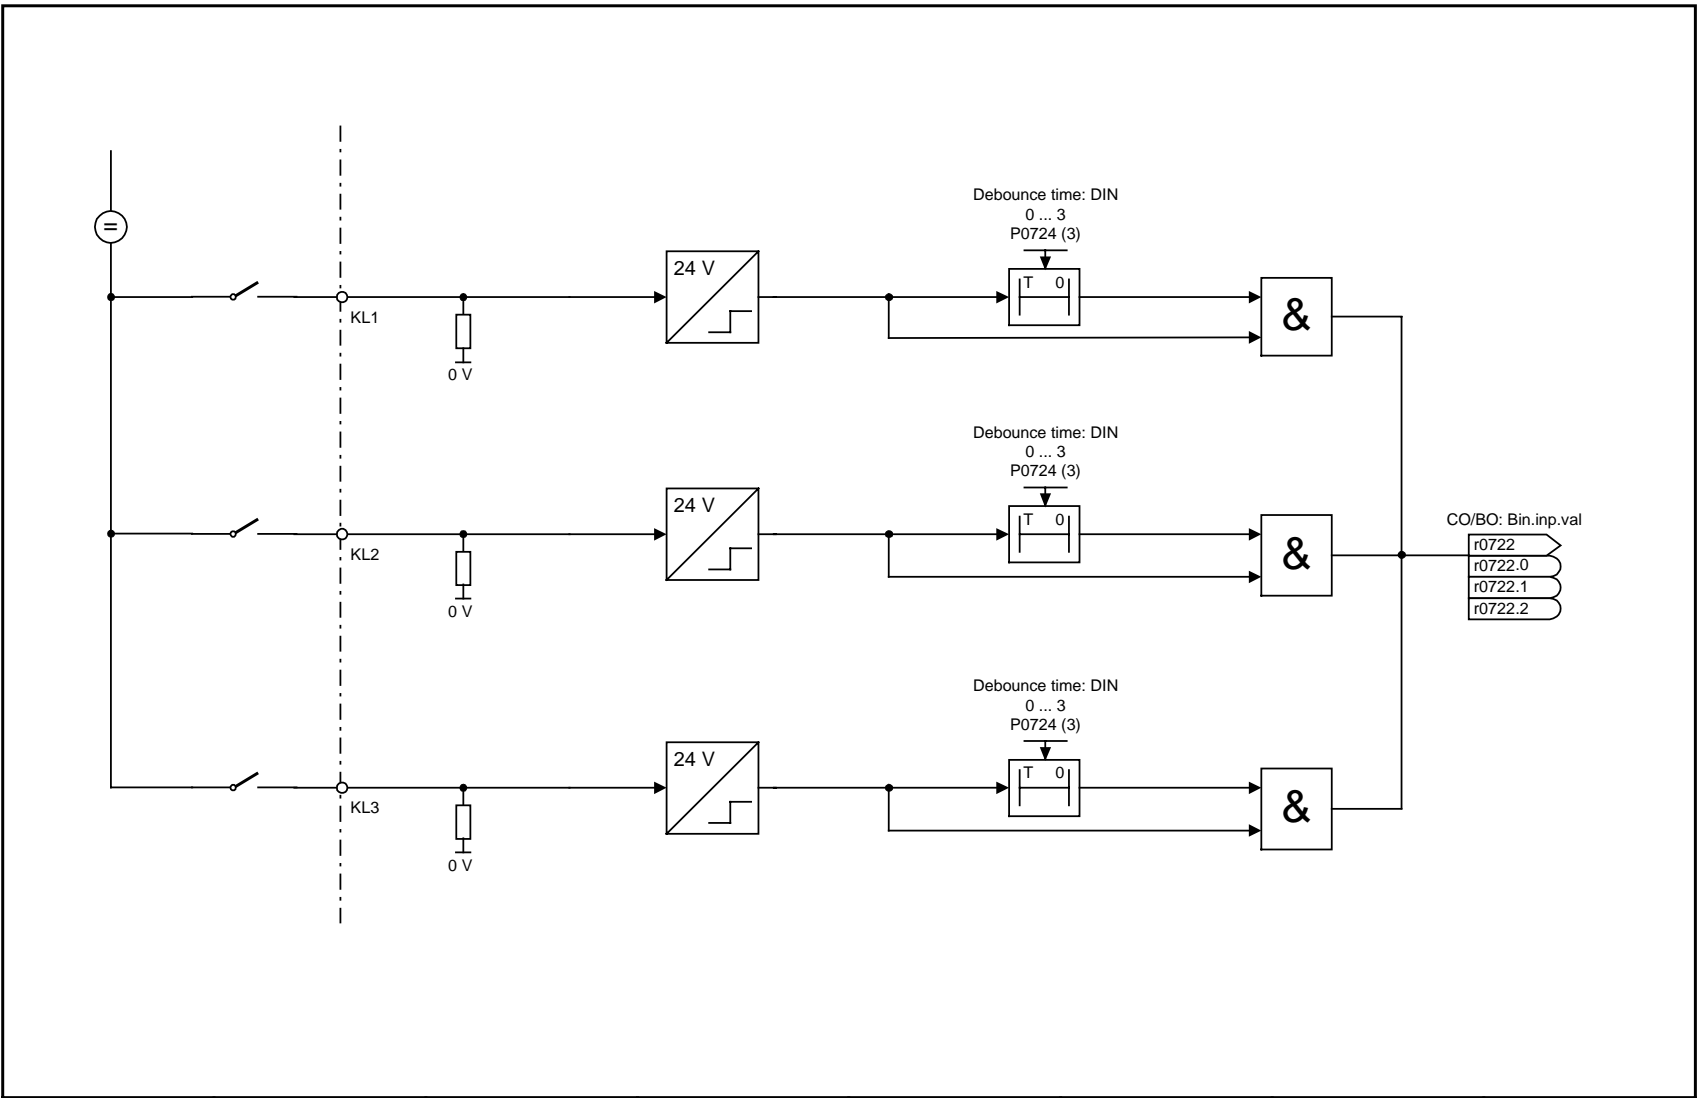 Debounce time: DIN
0 ... 3
P0724 (3)
=
24 V
T 0
&
KL1
0 V
Debounce time: DIN
0 ... 3
P0724 (3)
24 V
T 0
&
KL2
0 V
CO/BO: Bin.inp.val
r0722
r0722.0
r0722.1
r0722.2
Debounce time: DIN
0 ... 3
P0724 (3)
24 V
T 0
&
KL3
0 V